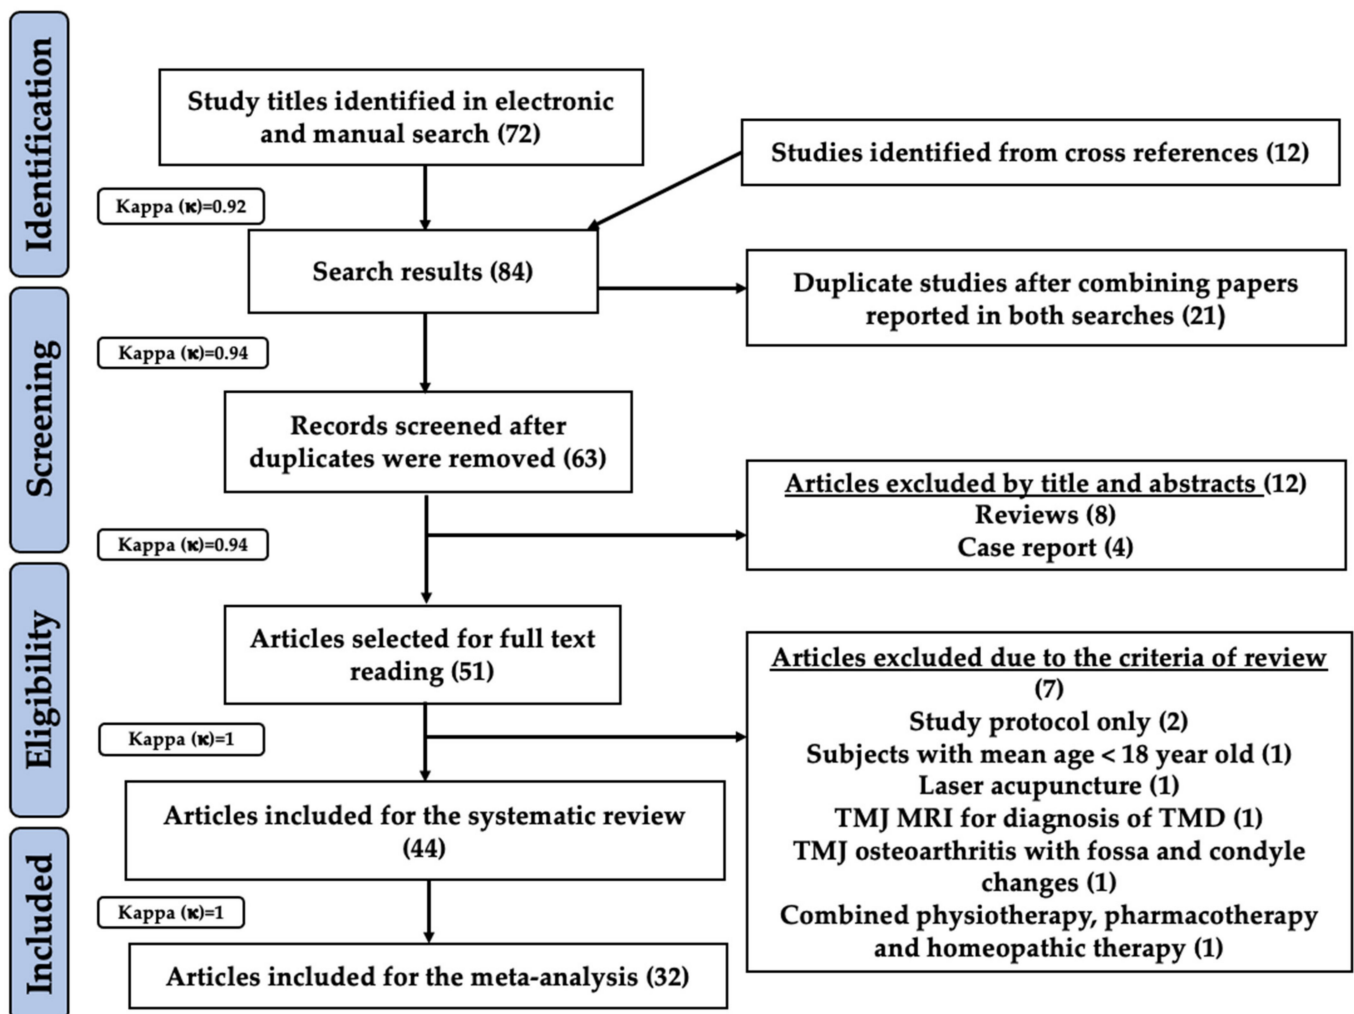 Identification
Study titles identified in electronic
and manual search (72)
Studies identified from cross references (12)
Kappa (κ)=0.92
Search results (84)
Duplicate studies after combining papers
reported in both searches (21)
Screening
Kappa (κ)=0.94
Records screened after
duplicates were removed (63)
Articles excluded by title and abstracts (12)
Reviews (8)
Case report (4)
Kappa (κ)=0.94
Eligibility
Articles selected for full text
reading (51)
Articles excluded due to the criteria of review
(7)
Study protocol only (2)
Subjects with mean age < 18 year old (1)
Laser acupuncture (1)
TMJ MRI for diagnosis of TMD (1)
TMJ osteoarthritis with fossa and condyle
changes (1)
Combined physiotherapy, pharmacotherapy
and homeopathic therapy (1)
Kappa (κ)=1
Articles included for the systematic review
(44)
Included
Kappa (κ)=1
Articles included for the meta-analysis (32)